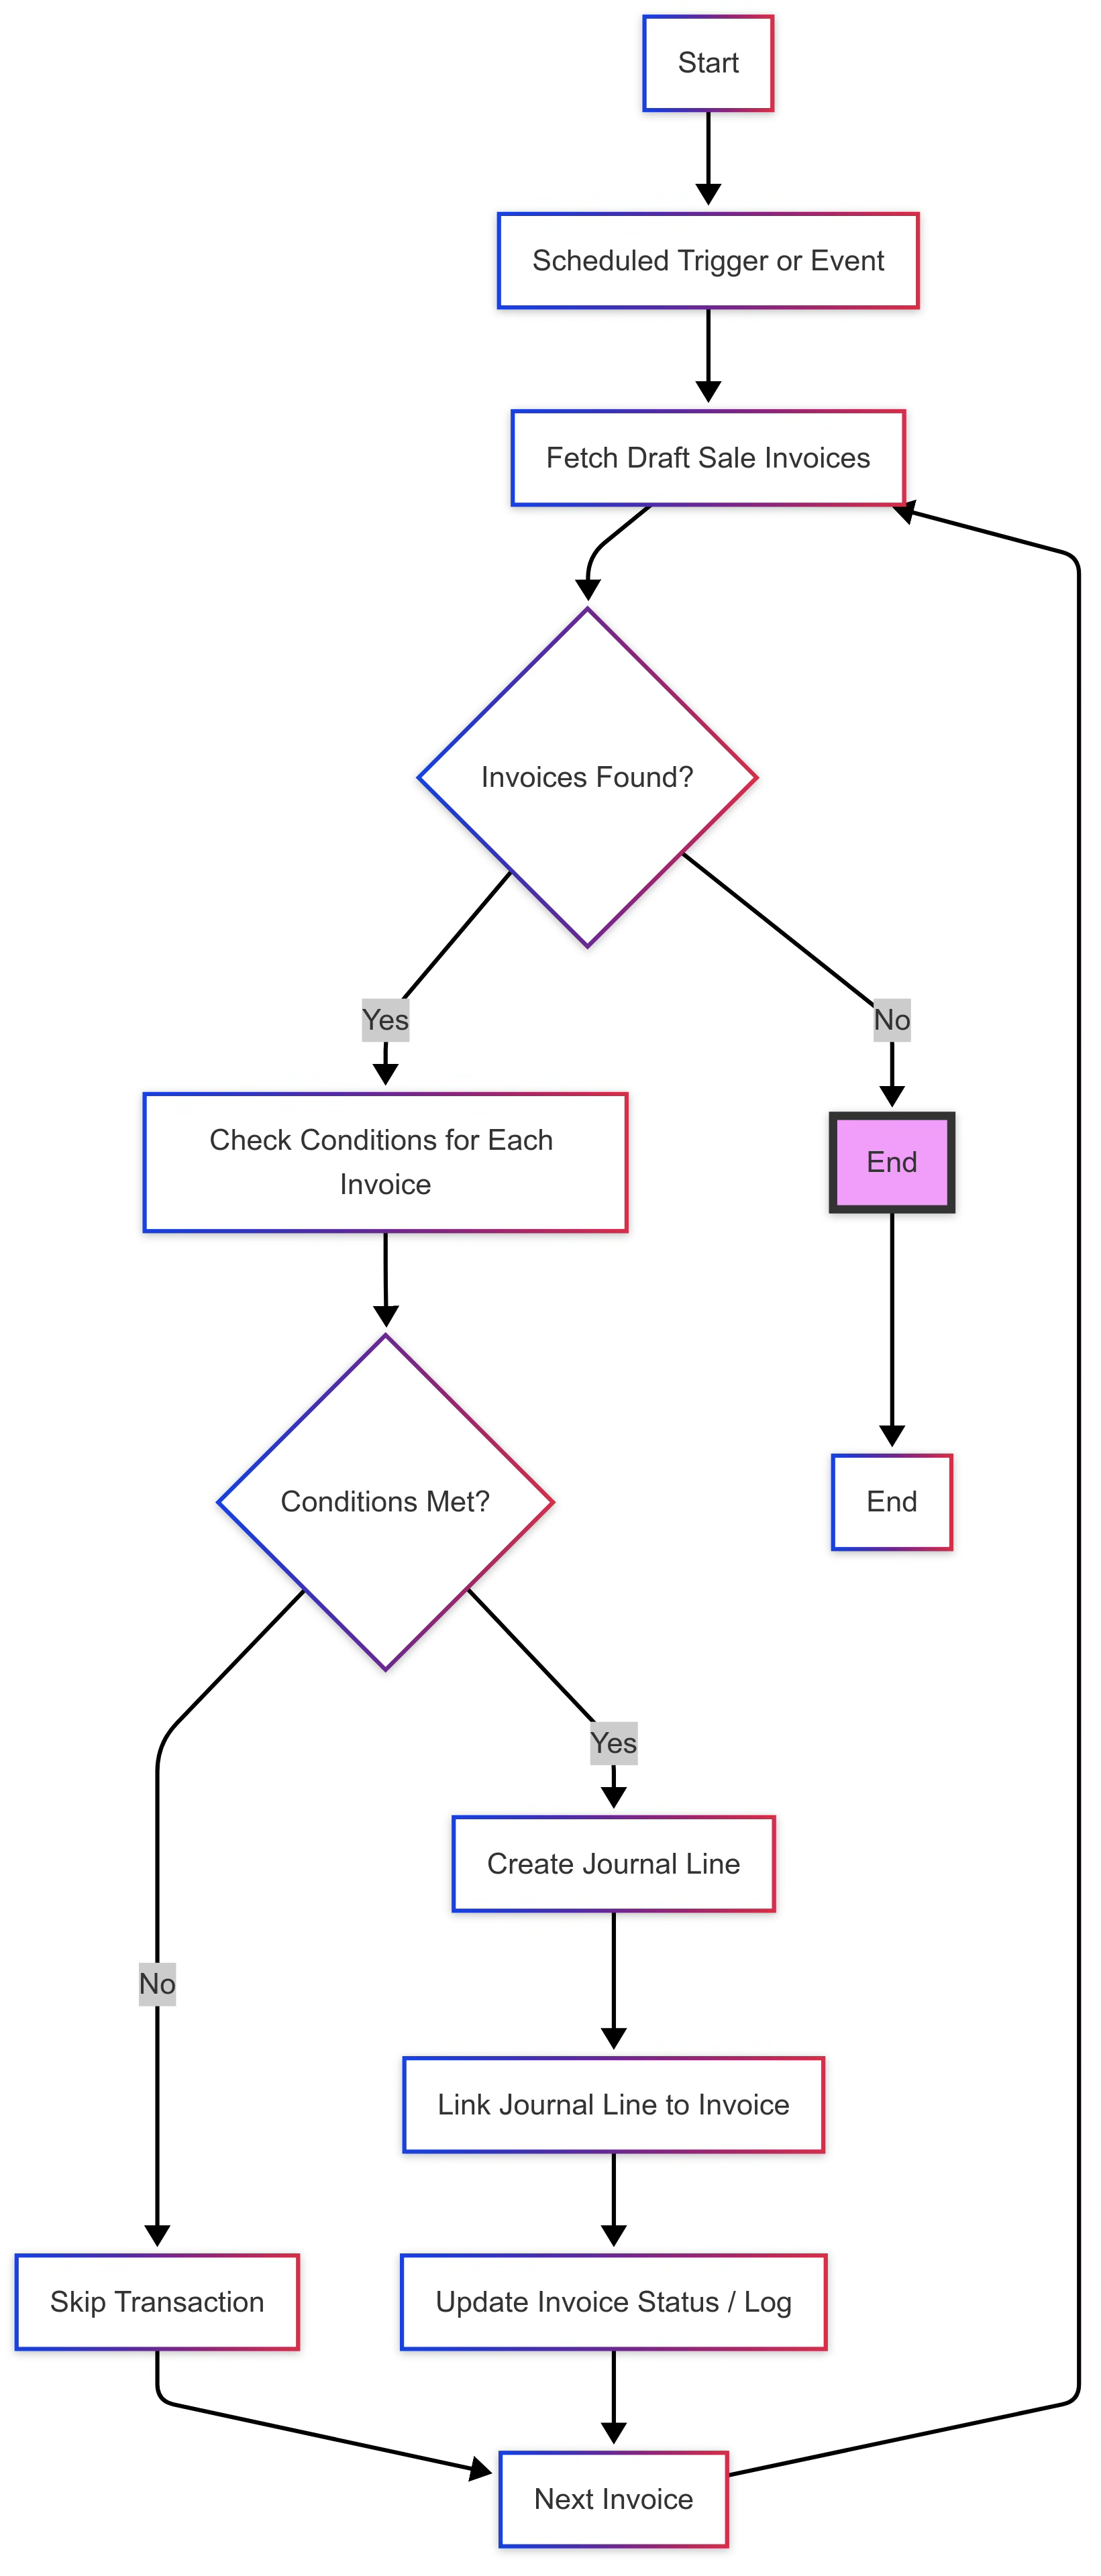 Start
Scheduled Trigger or Event
Fetch Draft Sale Invoices
Invoices Found?
Yes
No
Check Conditions for Each
Invoice
End
Conditions Met?
End
Yes
Create Journal Line
No
Link Journal Line to Invoice
Skip Transaction
Update Invoice Status / Log
Next Invoice